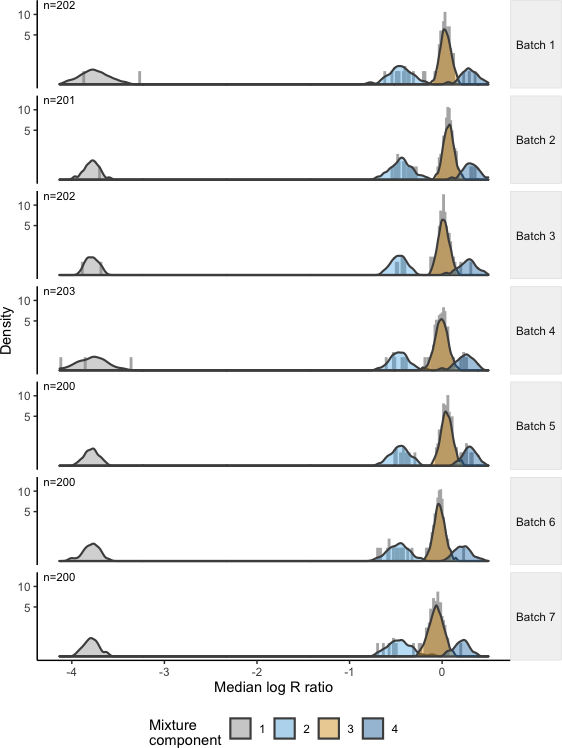 n=202
10
5
Batch 1
n=201
10
5
Batch 2
n=202
10
5
Batch 3
n=203
10
5
Batch 4
n=200
10
5
Batch 5
n=200
10
5
Batch 6
n=200
10
5
Batch 7
Density
-4 -3 -2 -1 0
Median log R ratio
Mixture
component
1 2 3 4